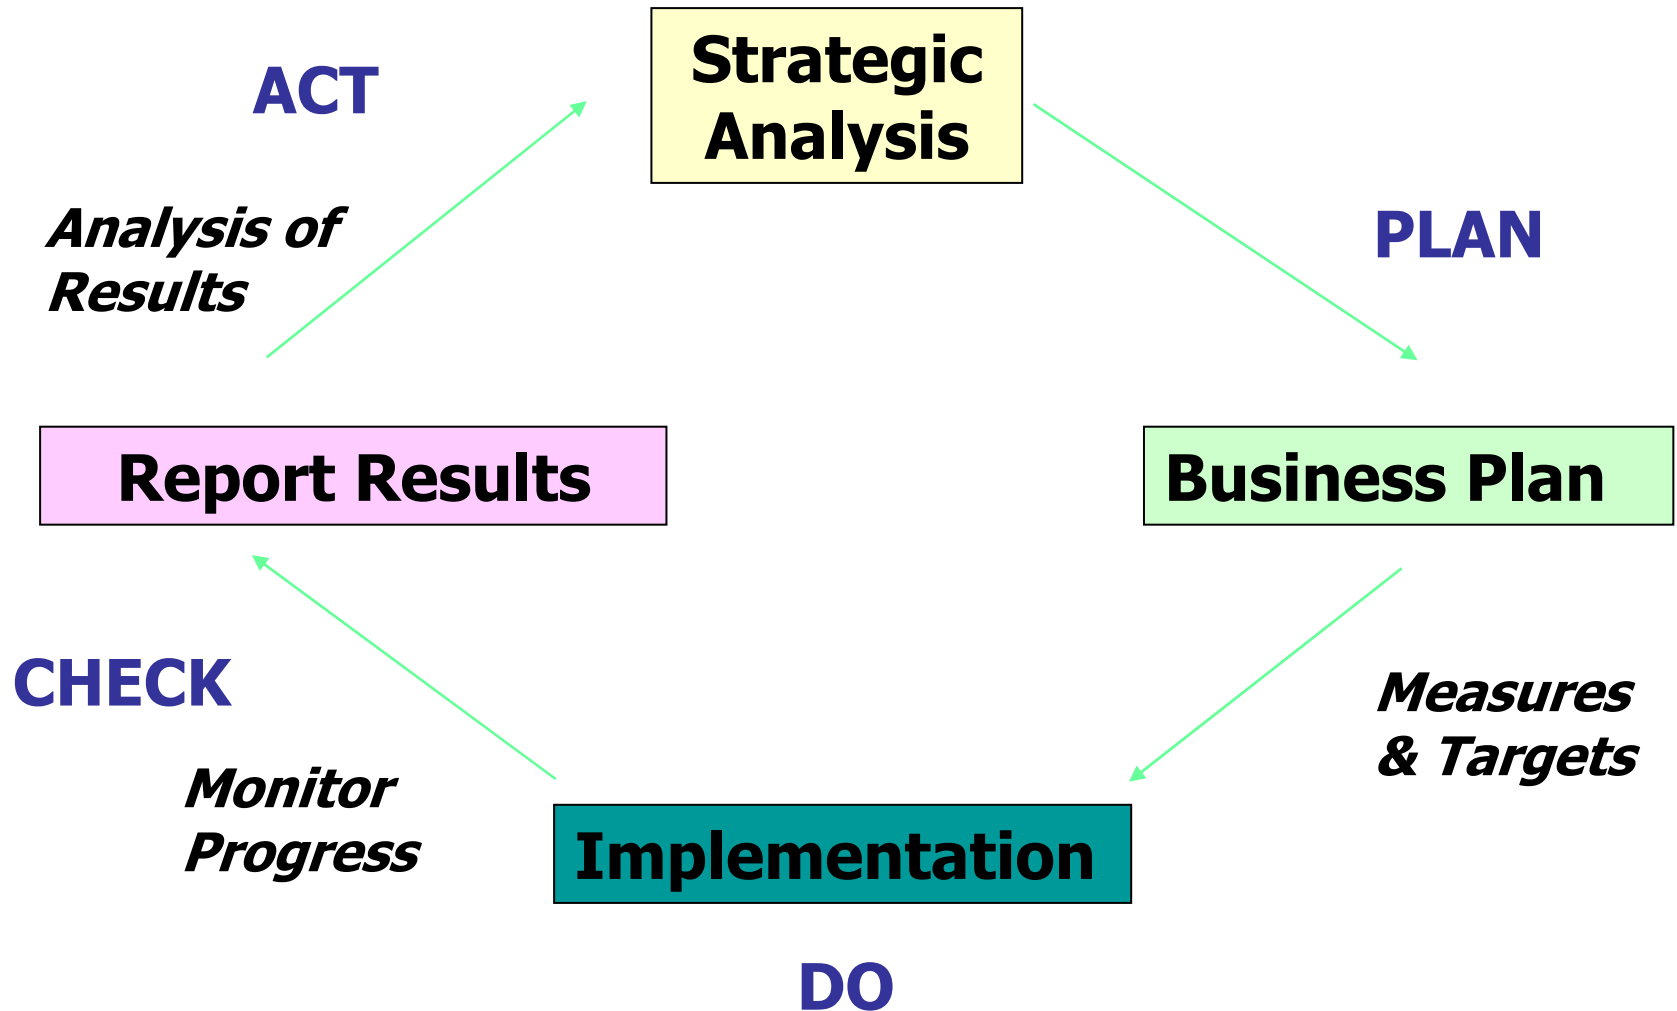 Strategic
Analysis
ACT
PLAN
Analysis of
Results
Report Results
Business Plan
CHECK
Measures
& Targets
Monitor
Progress
Implementation
DO